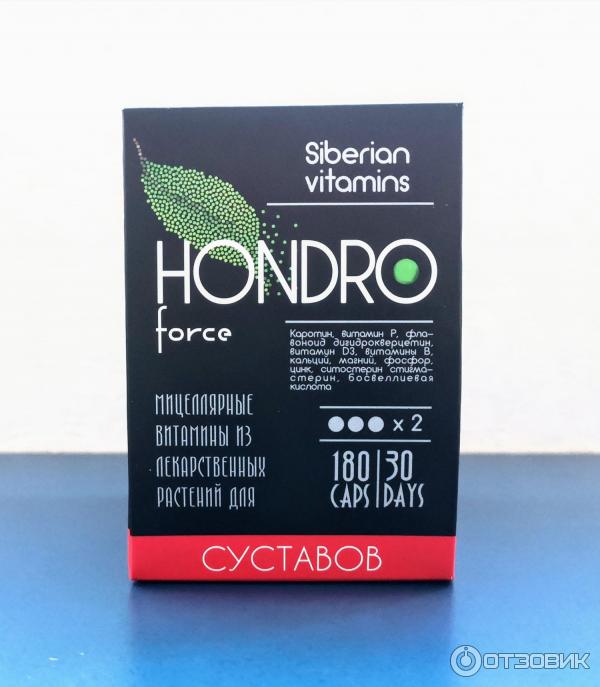 Siberian
vitamins
HONDRO
force
Каротин, витамин Р, фла-
воноид дигидрокверцетин,
витамин D3, витамины В,
кальций, магний, фосфор,
цинк, ситостерин стигма-
стерин, босвеллиевая
кислота
МИЦЕЛЛЯРНЫЕ
ВИТАМИНЫ ИЗ
ЛЕКАРСТВЕННЫХ
РАСТЕНИЙ ДЛЯ
x 2
180 30
CAPS DAYS
СУСТАВОВ
ОТЗОВИК